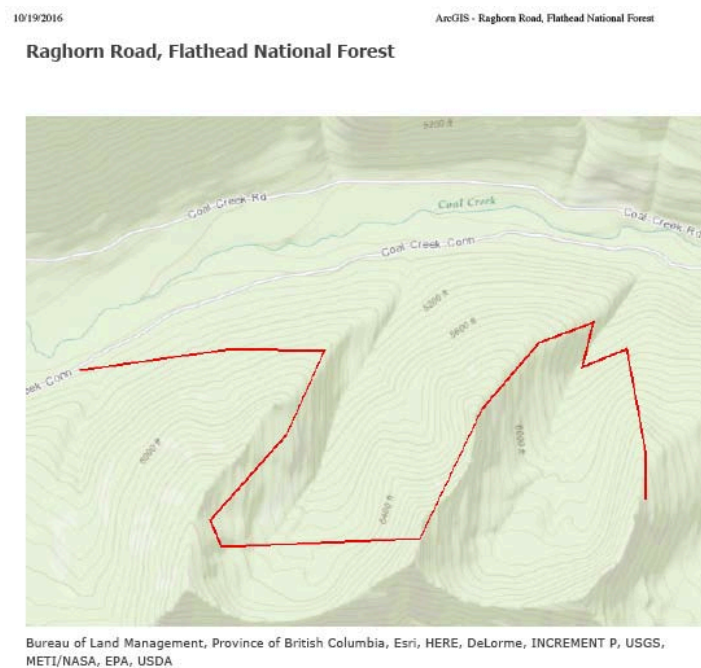 10/19/2016
ArcGIS - Raghorn Road, Flathead National Forest
Raghorn Road, Flathead National Forest
5200 ft
Coal Creek Rd
Coal Creek
Coal Creek Rd
Coal Creek Conn
5200 ft
5600 ft
eek Conn
6000 ft
6000 ft
6400 ft
Bureau of Land Management, Province of British Columbia, Esri, HERE, DeLorme, INCREMENT P, USGS,
METI/NASA, EPA, USDA